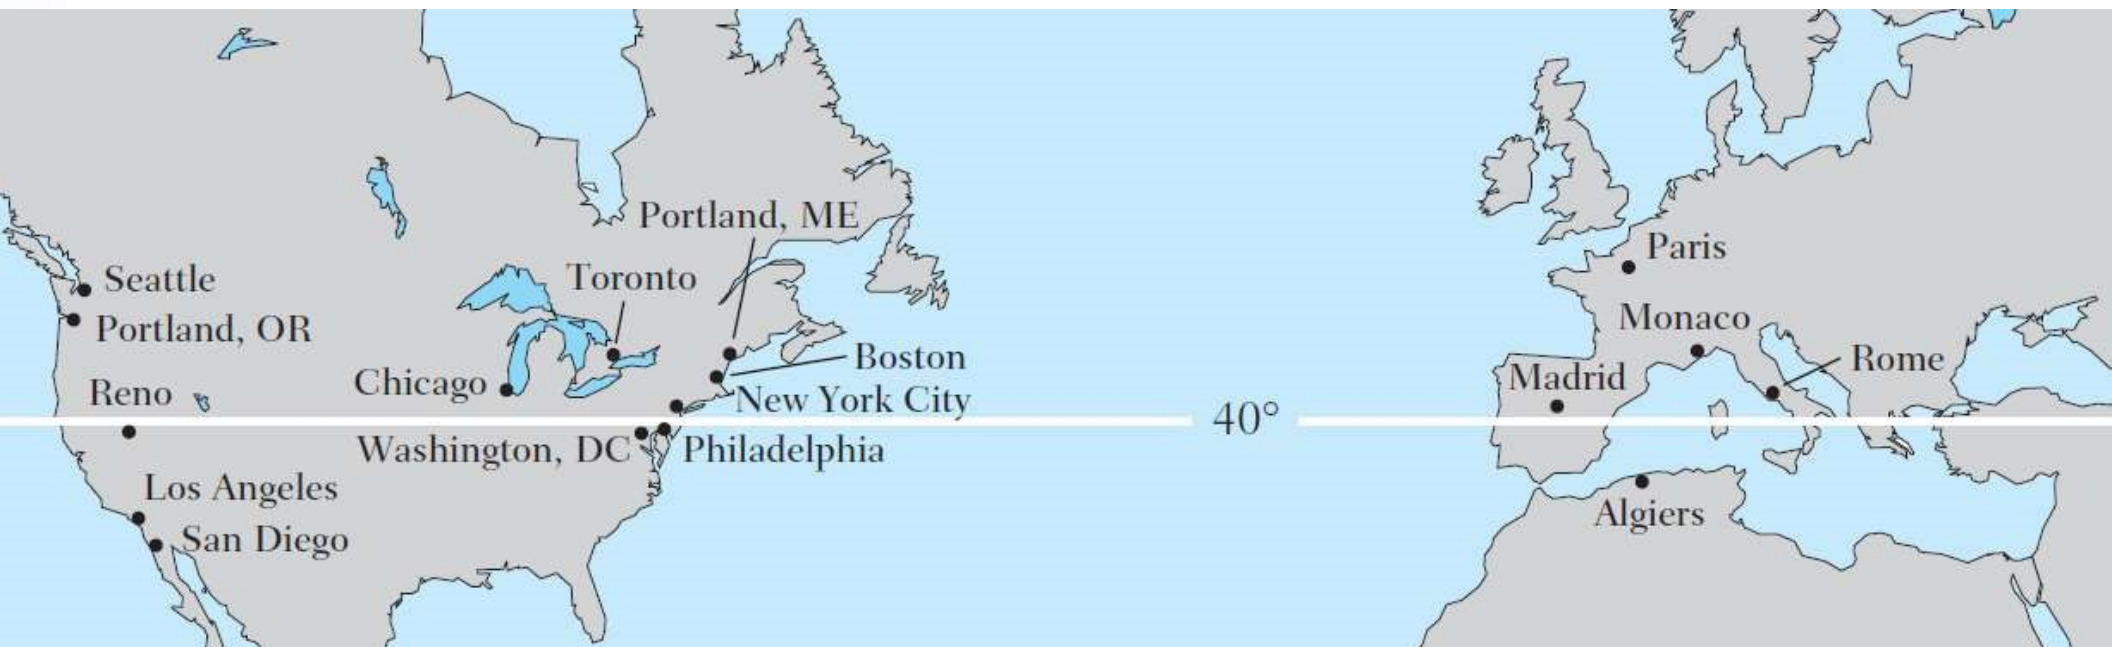 Portland, ME
Paris
Seattle
Toronto
Monaco
Portland, OR
Boston
Rome
Madrid
Chicago
Reno
New York City
40°
Washington, DC
Philadelphia
Los Angeles
Algiers
San Diego